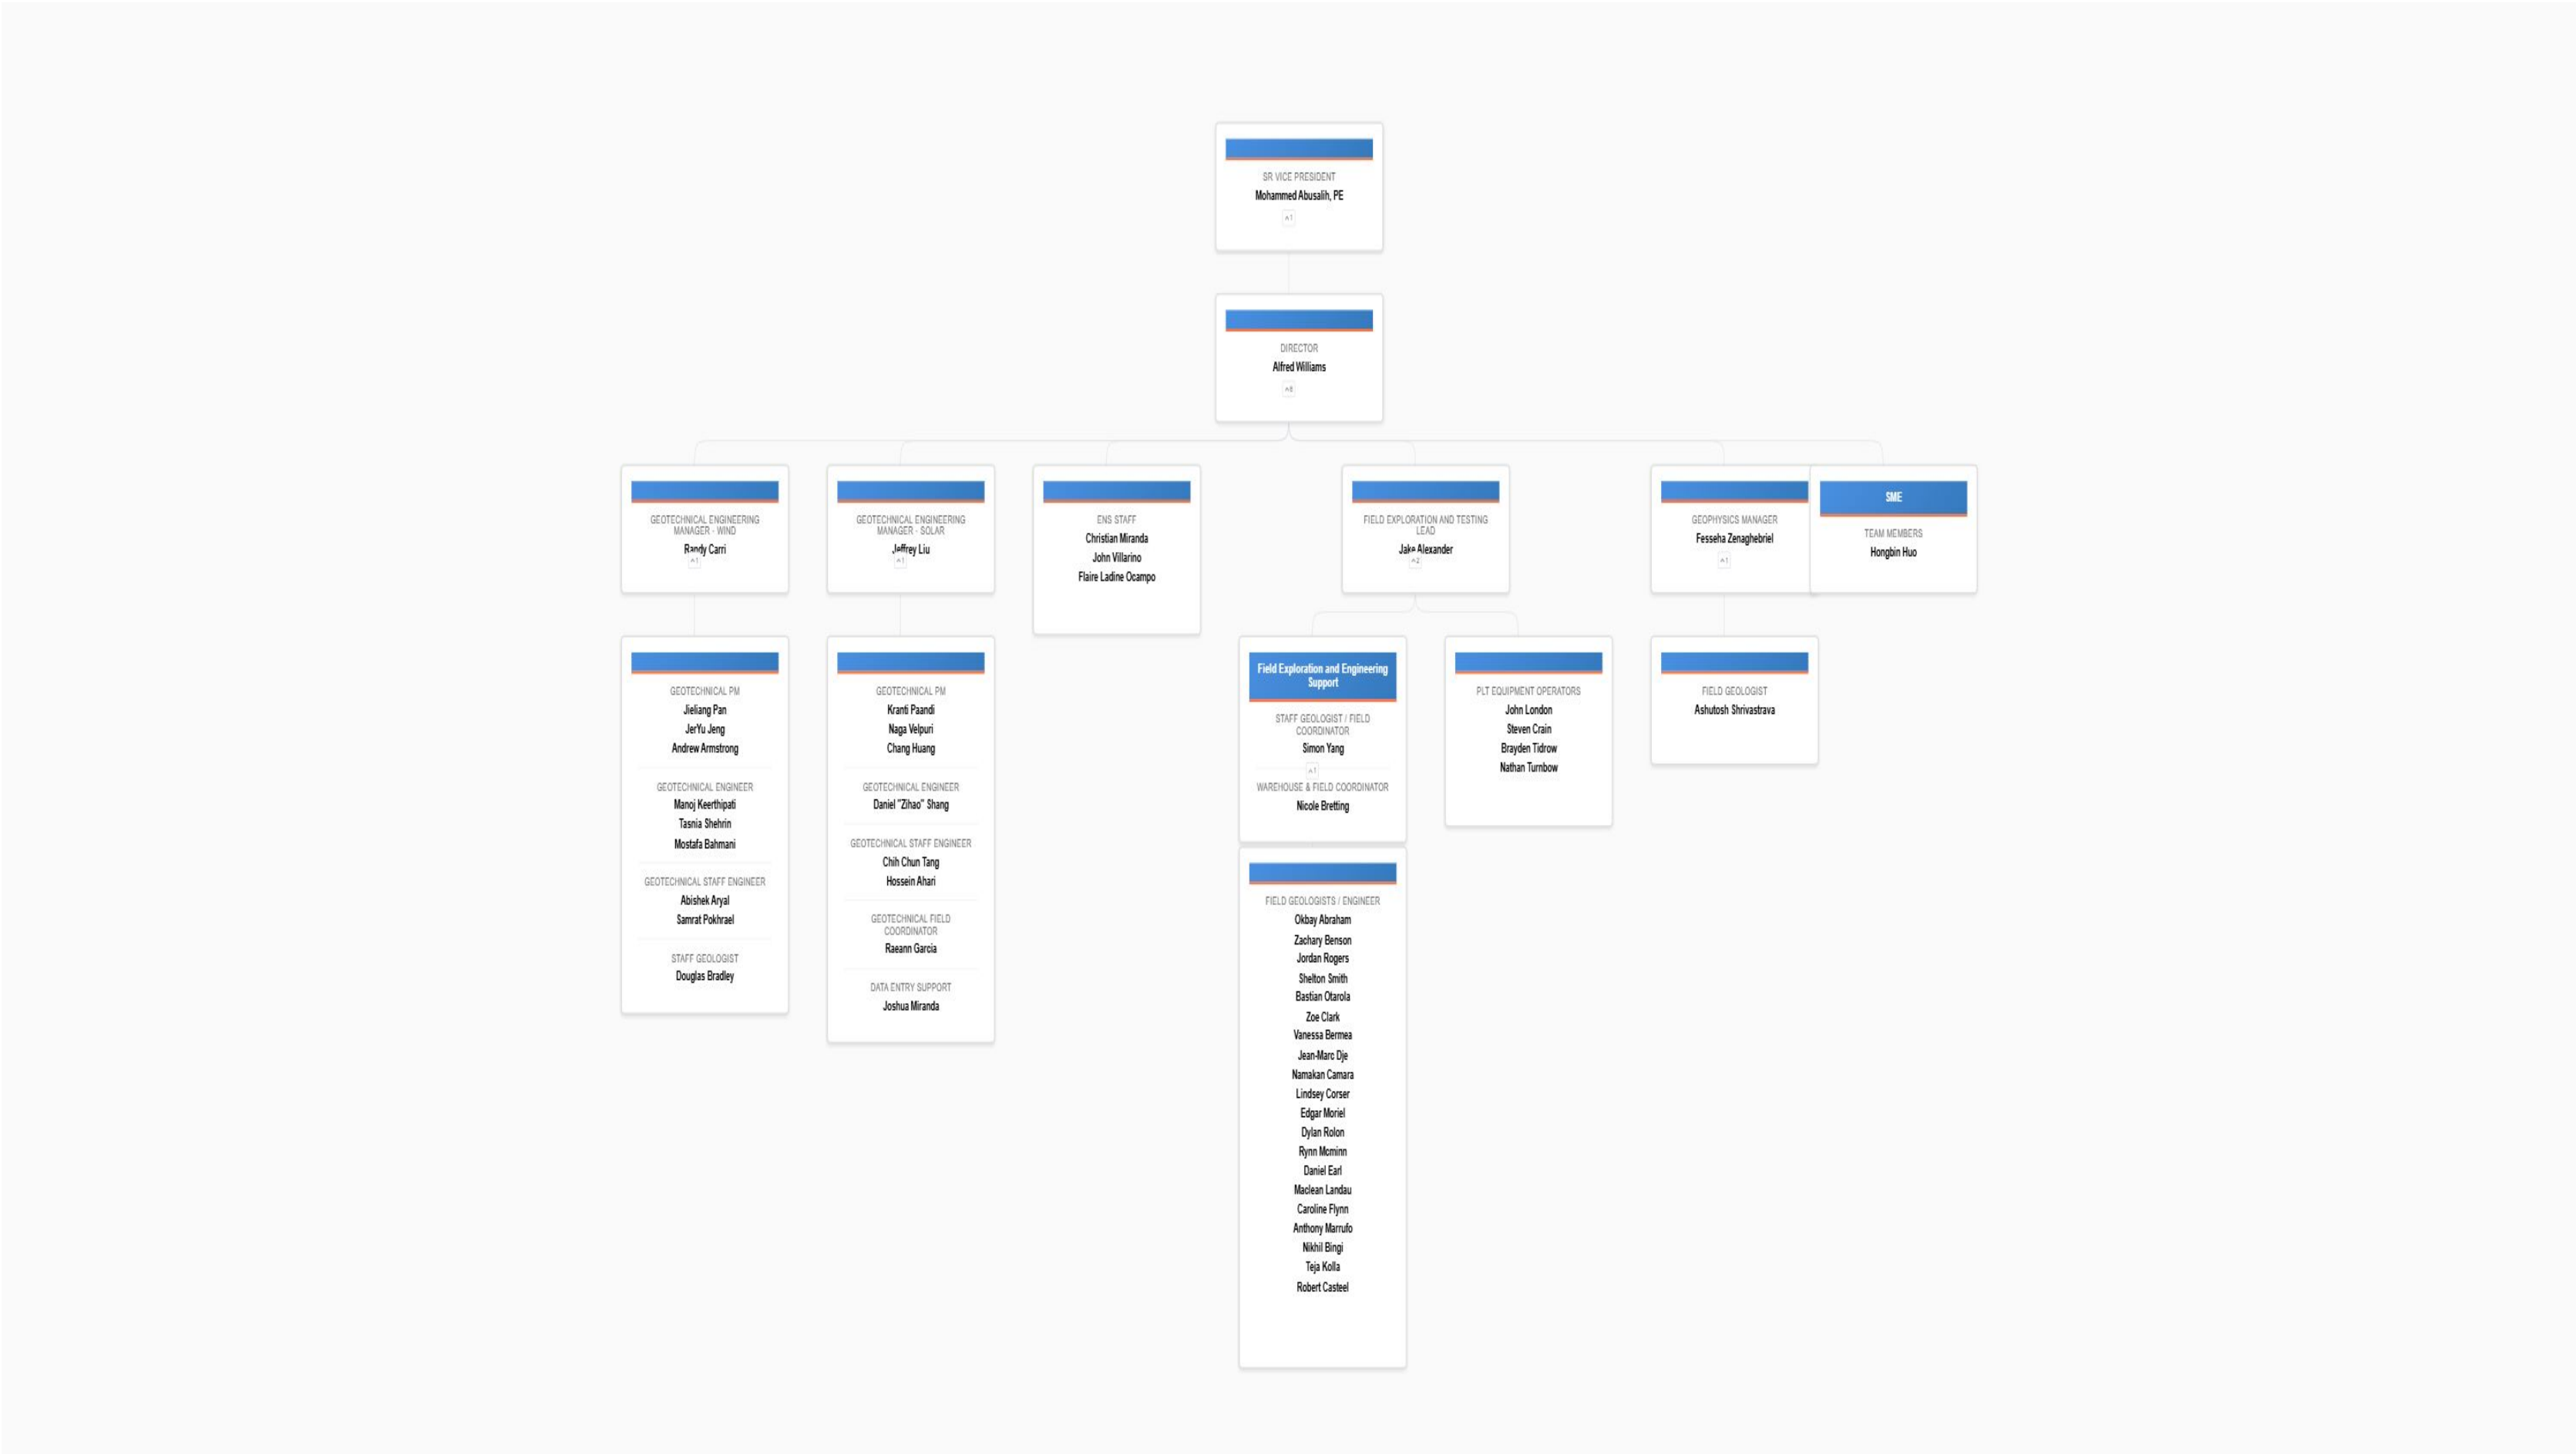 SR VICE PRESIDENT
Mohammed Abusalih, PE
^1
DIRECTOR
Alfred Williams
GEOTECHNICAL ENGINEERING
MANAGER - WIND
Randy Carri
^1
GEOTECHNICAL ENGINEERING
MANAGER - SOLAR
Jeffrey Liu
^1
ENS STAFF
Christian Miranda
John Villarino
Flaire Ladine Ocampo
FIELD EXPLORATION AND TESTING
LEAD
Jake Alexander
^2
GEOPHYSICS MANAGER
Fesseha Zenaghebriel
^1
SME
TEAM MEMBERS
Hongbin Huo
GEOTECHNICAL PM
Jieliang Pan
JerYu Jeng
Andrew Armstrong
GEOTECHNICAL ENGINEER
Manoj Keerthipati
Tasnia Shehrin
Mostafa Bahmani
GEOTECHNICAL STAFF ENGINEER
Abishek Aryal
Samrat Pokhrael
STAFF GEOLOGIST
Douglas Bradley
GEOTECHNICAL PM
Kranti Paandi
Naga Velpuri
Chang Huang
GEOTECHNICAL ENGINEER
Daniel "Zihao" Shang
GEOTECHNICAL STAFF ENGINEER
Chih Chun Tang
Hossein Ahari
GEOTECHNICAL FIELD
COORDINATOR
Raeann Garcia
DATA ENTRY SUPPORT
Joshua Miranda
Field Exploration and Engineering
Support
STAFF GEOLOGIST / FIELD
COORDINATOR
Simon Yang
^1
WAREHOUSE & FIELD COORDINATOR
Nicole Bretting
FIELD GEOLOGISTS / ENGINEER
Okbay Abraham
Zachary Benson
Jordan Rogers
Shelton Smith
Bastian Otarola
Zoe Clark
Vanessa Bermea
Jean-Marc Dje
Namakan Camara
Lindsey Corser
Edgar Moriel
Dylan Rolon
Rynn Mcminn
Daniel Earl
Maclean Landau
Caroline Flynn
Anthony Marrufo
Nikhil Bingi
Teja Kolla
Robert Casteel
PLT EQUIPMENT OPERATORS
John London
Steven Crain
Brayden Tidrow
Nathan Turnbow
FIELD GEOLOGIST
Ashutosh Shrivastrava